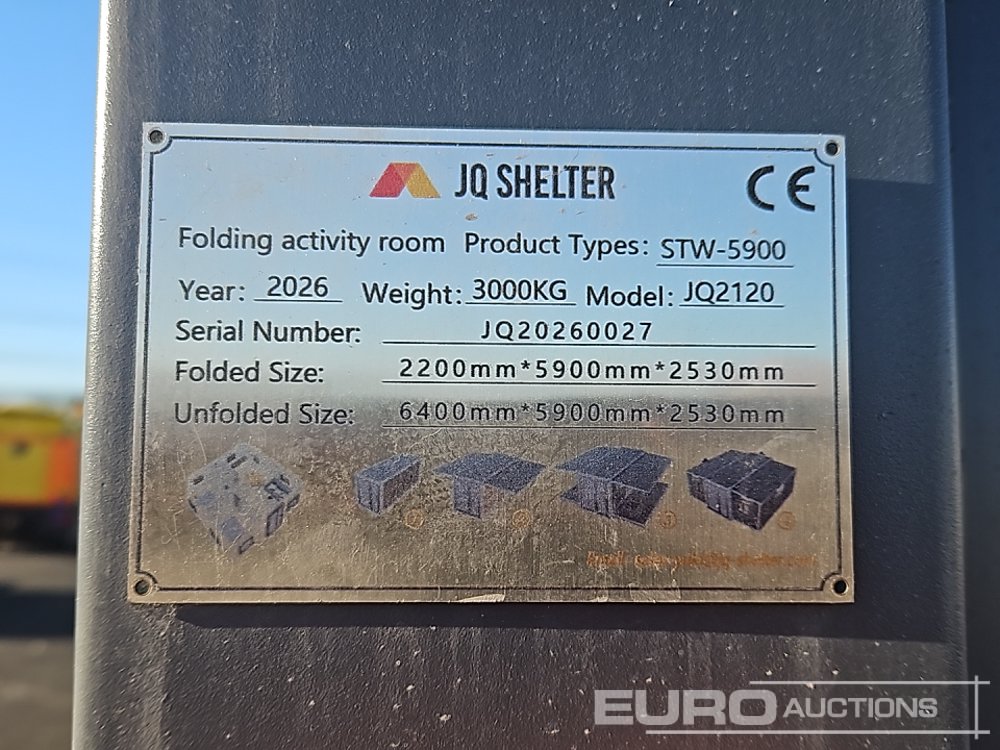 JQ SHELTER
CE
Folding activity room Product Types: STW-5900
Year: 2026 Weight: 3000KG Model: JQ2120
Serial Number: JQ20260027
Folded Size: 2200mm*5900mm*2530mm
Unfolded Size: 6400mm*5900mm*2530mm
EURO AUCTIONS